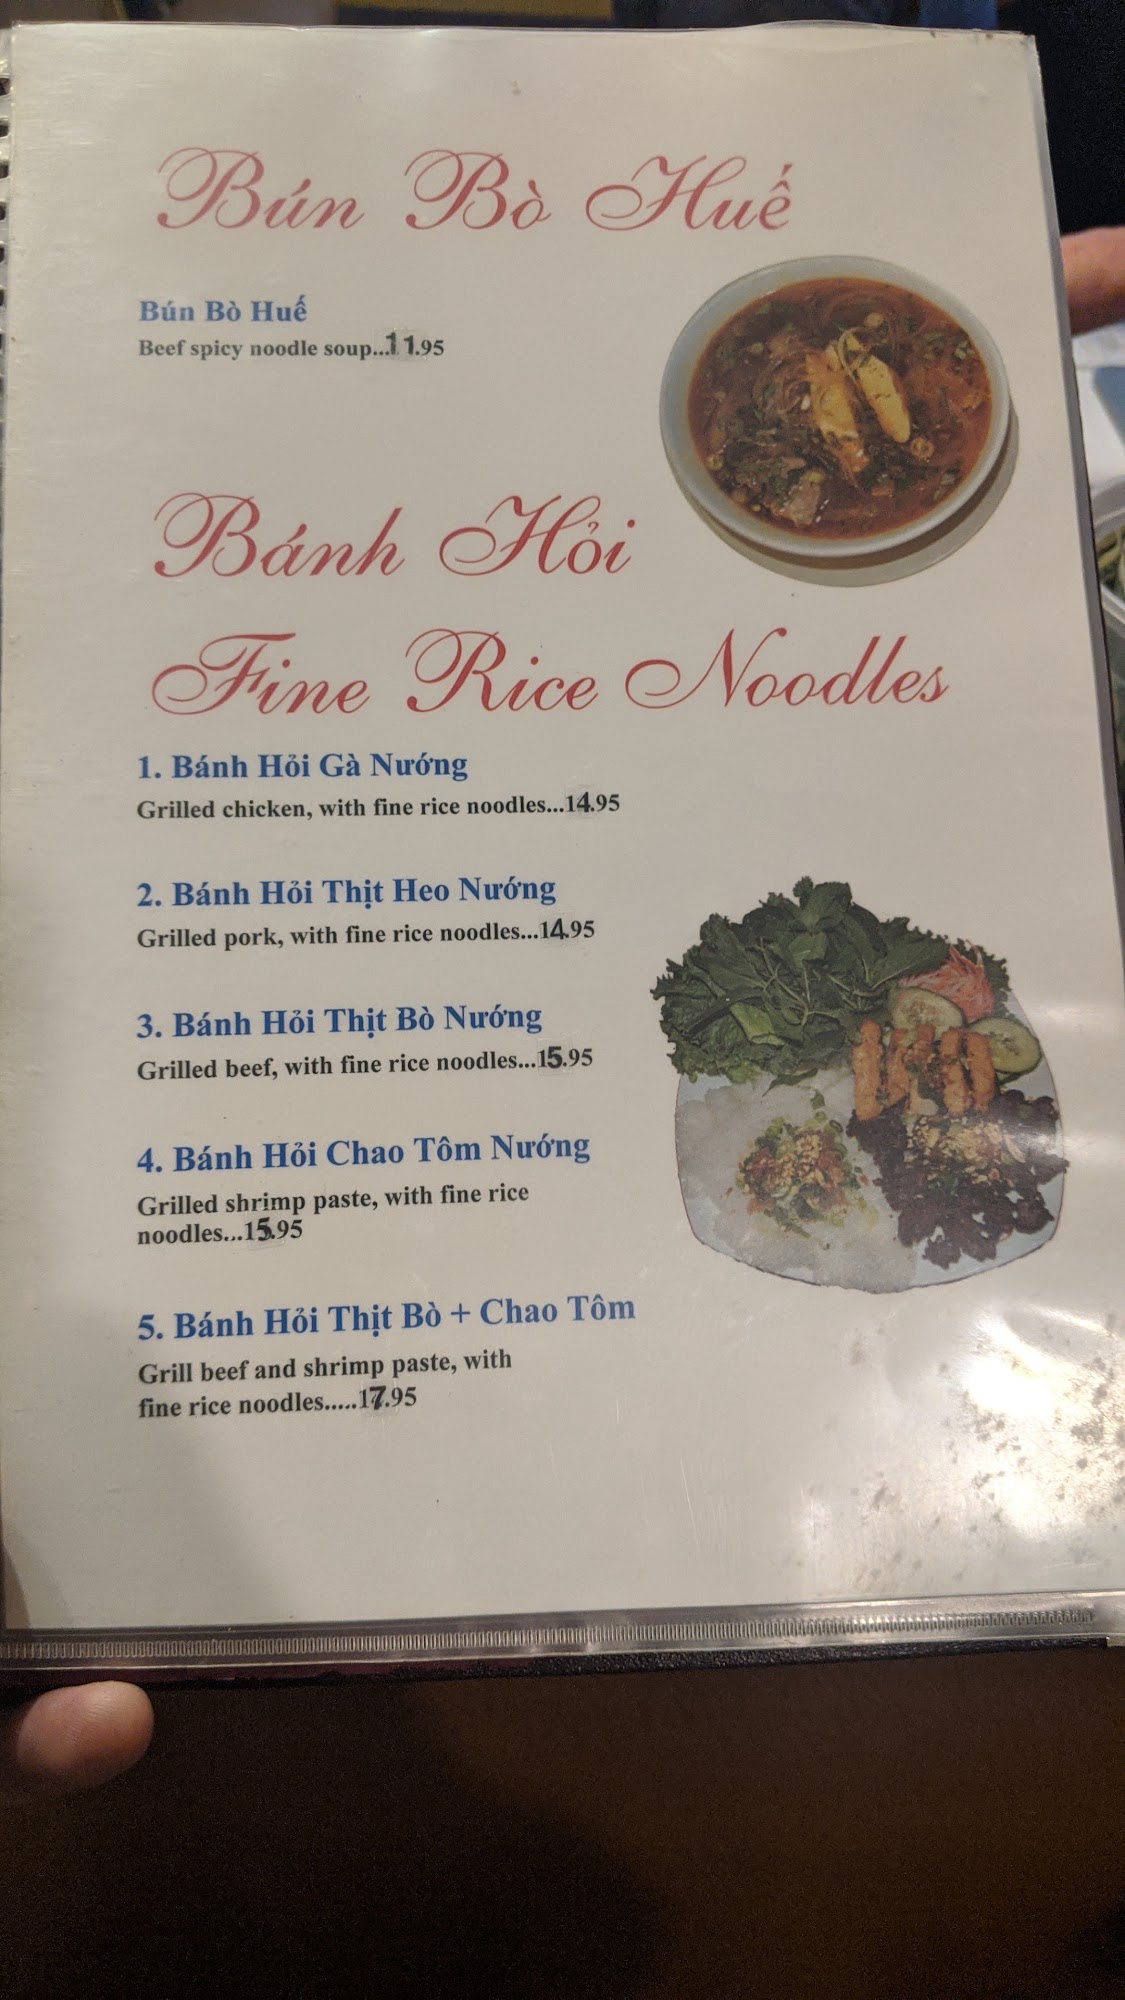 Bún Bò Huế
Bún Bò Huế
Beef spicy noodle soup...11.95
Bánh Hỏi
Fine Rice Noodles
1. Bánh Hỏi Gà Nướng
Grilled chicken, with fine rice noodles...14.95
2. Bánh Hỏi Thịt Heo Nướng
Grilled pork, with fine rice noodles...14.95
3. Bánh Hỏi Thịt Bò Nướng
Grilled beef, with fine rice noodles...15.95
4. Bánh Hỏi Chao Tôm Nướng
Grilled shrimp paste, with fine rice
noodles...15.95
5. Bánh Hỏi Thịt Bò + Chao Tôm
Grill beef and shrimp paste, with
fine rice noodles.....17.95